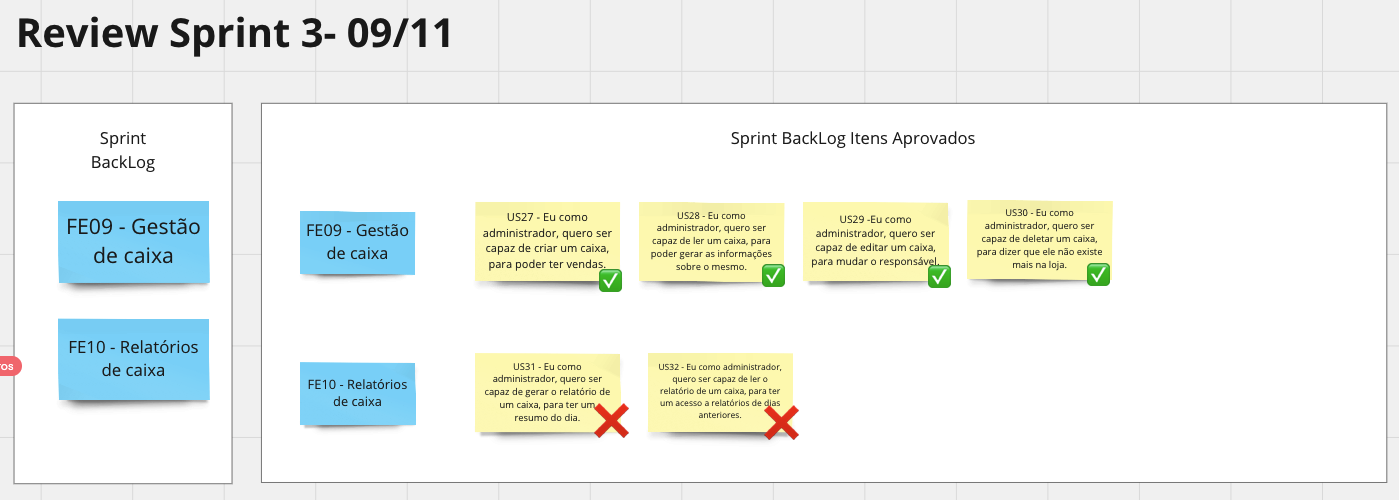 Review Sprint 3- 09/11
Sprint
BackLog
FE09 - Gestão
de caixa
FE10 - Relatórios
de caixa
Sprint BackLog Itens Aprovados
FE09 - Gestão
de caixa
US27 - Eu como
administrador, quero ser
capaz de criar um caixa,
para poder ter vendas.
US28 - Eu como
administrador, quero ser
capaz de ler um caixa, para
poder gerar as informações
sobre o mesmo.
US29 -Eu como
administrador, quero ser
capaz de editar um caixa,
para mudar o responsável.
US30 - Eu como
administrador, quero ser
capaz de deletar um caixa,
para dizer que ele não existe
mais na loja.
FE10 - Relatórios
de caixa
US31 - Eu como
administrador, quero ser
capaz de gerar o relatório de
um caixa, para ter um
resumo do dia.
US32 - Eu como administrador,
quero ser capaz de ler o
relatório de um caixa, para ter
um acesso a relatórios de dias
anteriores.